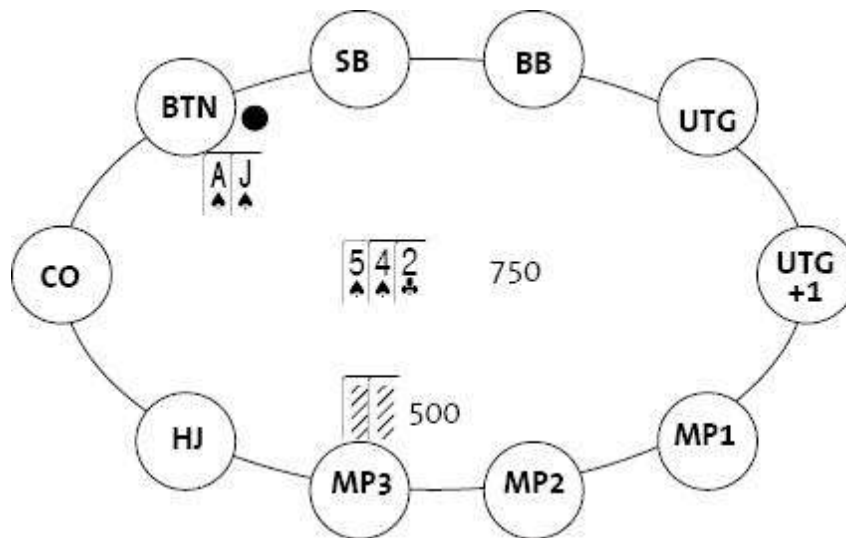 SB
BB
BTN
UTG
A♠ J♠
CO
5♠ 4♠ 2♣
750
UTG
+1
500
HJ
MP3
MP2
MP1